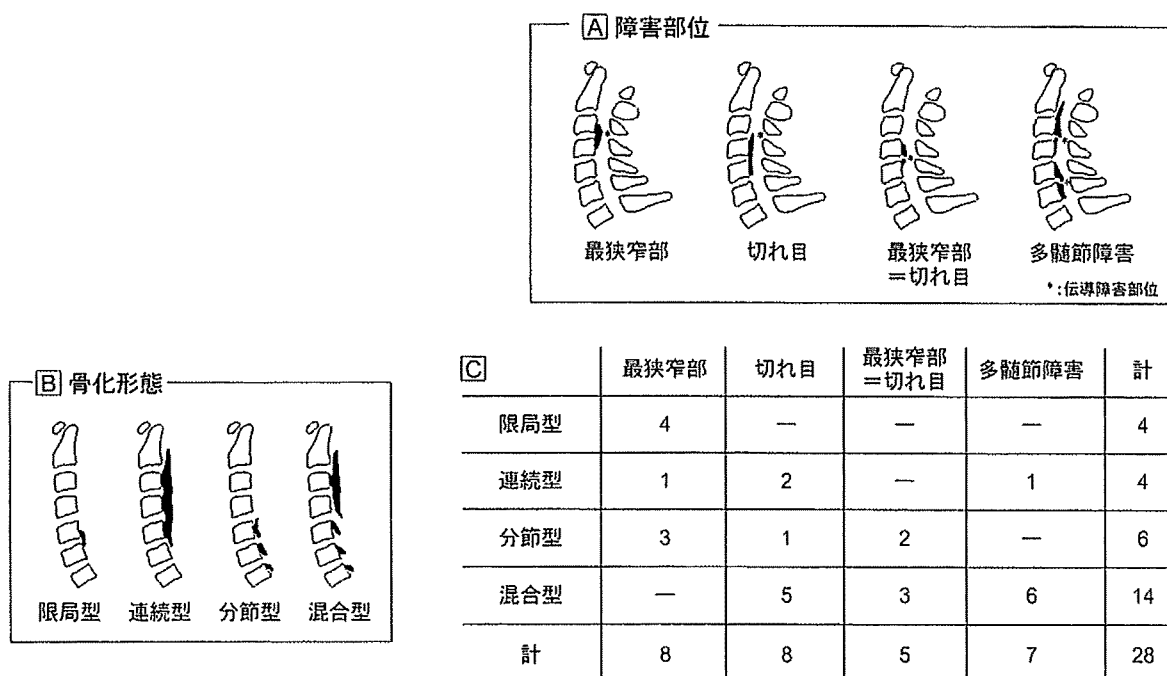 A 障害部位
最狭窄部 切れ目 最狭窄部 多髄節障害
=切れ目
*:伝導障害部位
B 骨化形態
限局型 連続型 分節型 混合型
C 最狭窄部 切れ目 最狭窄部 多髄節障害 計
=切れ目
限局型 4 — — — 4
連続型 1 2 — 1 4
分節型 3 1 2 — 6
混合型 — 5 3 6 14
計 8 8 5 7 28